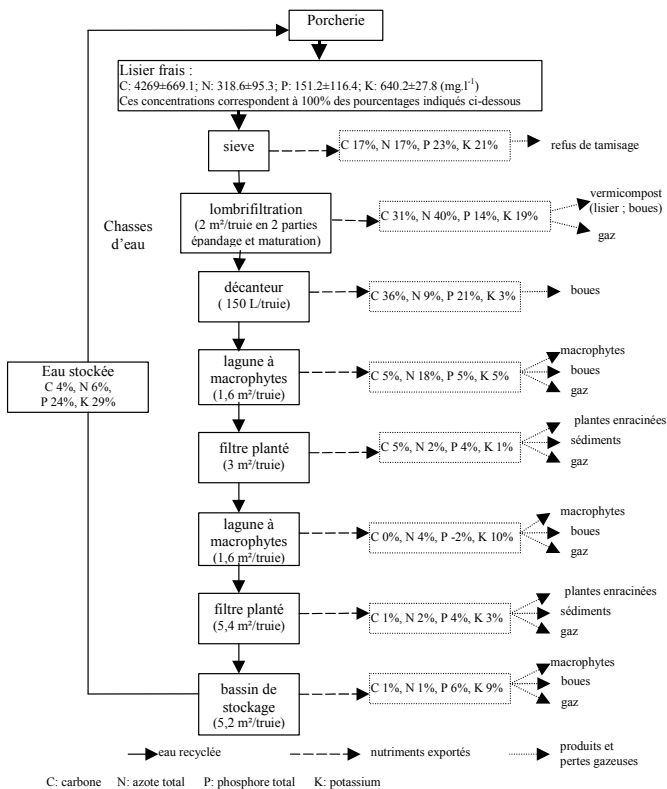 Porcherie
Lisier frais :
C: 4269±669.1; N: 318.6±95.3; P: 151.2±116.4; K: 640.2±27.8 (mg.l⁻¹)
Ces concentrations correspondent à 100% des pourcentages indiqués ci-dessous
sieve
C 17%, N 17%, P 23%, K 21%
refus de tamisage
Chasses
d'eau
lombrifiltration
(2 m²/truie en 2 parties
épandage et maturation)
C 31%, N 40%, P 14%, K 19%
vermicompost
(lisier ; boues)
gaz
décanteur
( 150 L/truie)
C 36%, N 9%, P 21%, K 3%
boues
Eau stockée
C 4%, N 6%,
P 24%, K 29%
lagune à
macrophytes
(1,6 m²/truie)
C 5%, N 18%, P 5%, K 5%
macrophytes
boues
gaz
filtre planté
(3 m²/truie)
C 5%, N 2%, P 4%, K 1%
plantes enracinées
sédiments
gaz
lagune à
macrophytes
(1,6 m²/truie)
C 0%, N 4%, P -2%, K 10%
macrophytes
boues
gaz
filtre planté
(5,4 m²/truie)
C 1%, N 2%, P 4%, K 3%
plantes enracinées
sédiments
gaz
bassin de
stockage
(5,2 m²/truie)
C 1%, N 1%, P 6%, K 9%
macrophytes
boues
gaz
eau recyclée
nutriments exportés
produits et
pertes gazeuses
C: carbone N: azote total P: phosphore total K: potassium